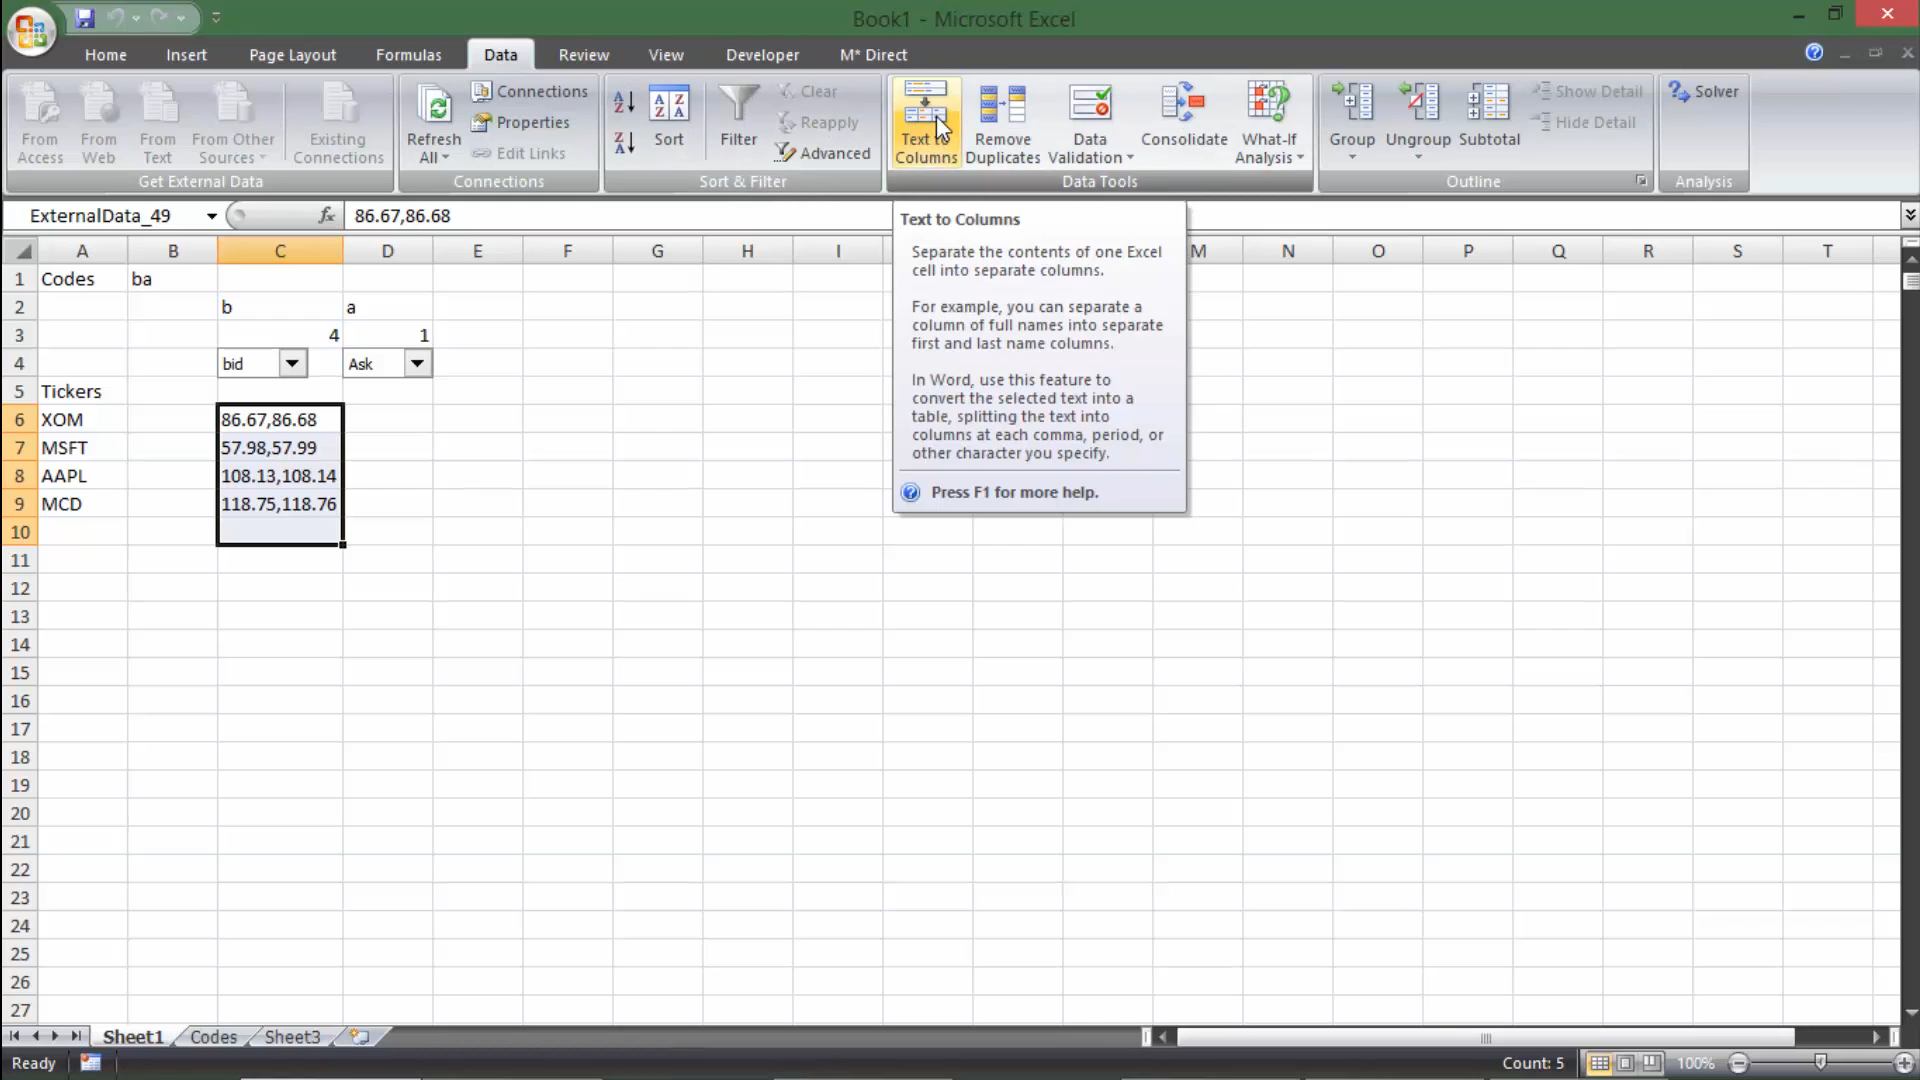 Book1 - Microsoft Excel
Home Insert Page Layout Formulas Data Review View Developer M* Direct
From Access
From Web
From Text
From Other Sources
Existing Connections
Get External Data
Refresh All
Connections
Properties
Edit Links
Connections
A
Z
Z
A
A Z
Z A
Sort
Filter
Clear
Reapply
Advanced
Sort & Filter
Text to Columns
Remove Duplicates
Data Validation
Consolidate
What-If Analysis
Data Tools
Group
Ungroup
Subtotal
Show Detail
Hide Detail
Outline
Solver
Analysis
ExternalData_49 fx 86.67,86.68
A B C D E F G H I M N O P Q R S T
1 Codes ba
2 b a
3 4 1
4 bid Ask
5 Tickers
6 XOM 86.67,86.68
7 MSFT 57.98,57.99
8 AAPL 108.13,108.14
9 MCD 118.75,118.76
10
11
12
13
14
15
16
17
18
19
20
21
22
23
24
25
26
27
Text to Columns
Separate the contents of one Excel
cell into separate columns.
For example, you can separate a
column of full names into separate
first and last name columns.
In Word, use this feature to
convert the selected text into a
table, splitting the text into
columns at each comma, period, or
other character you specify.
Press F1 for more help.
Sheet1 Codes Sheet3
Ready Count: 5 100%